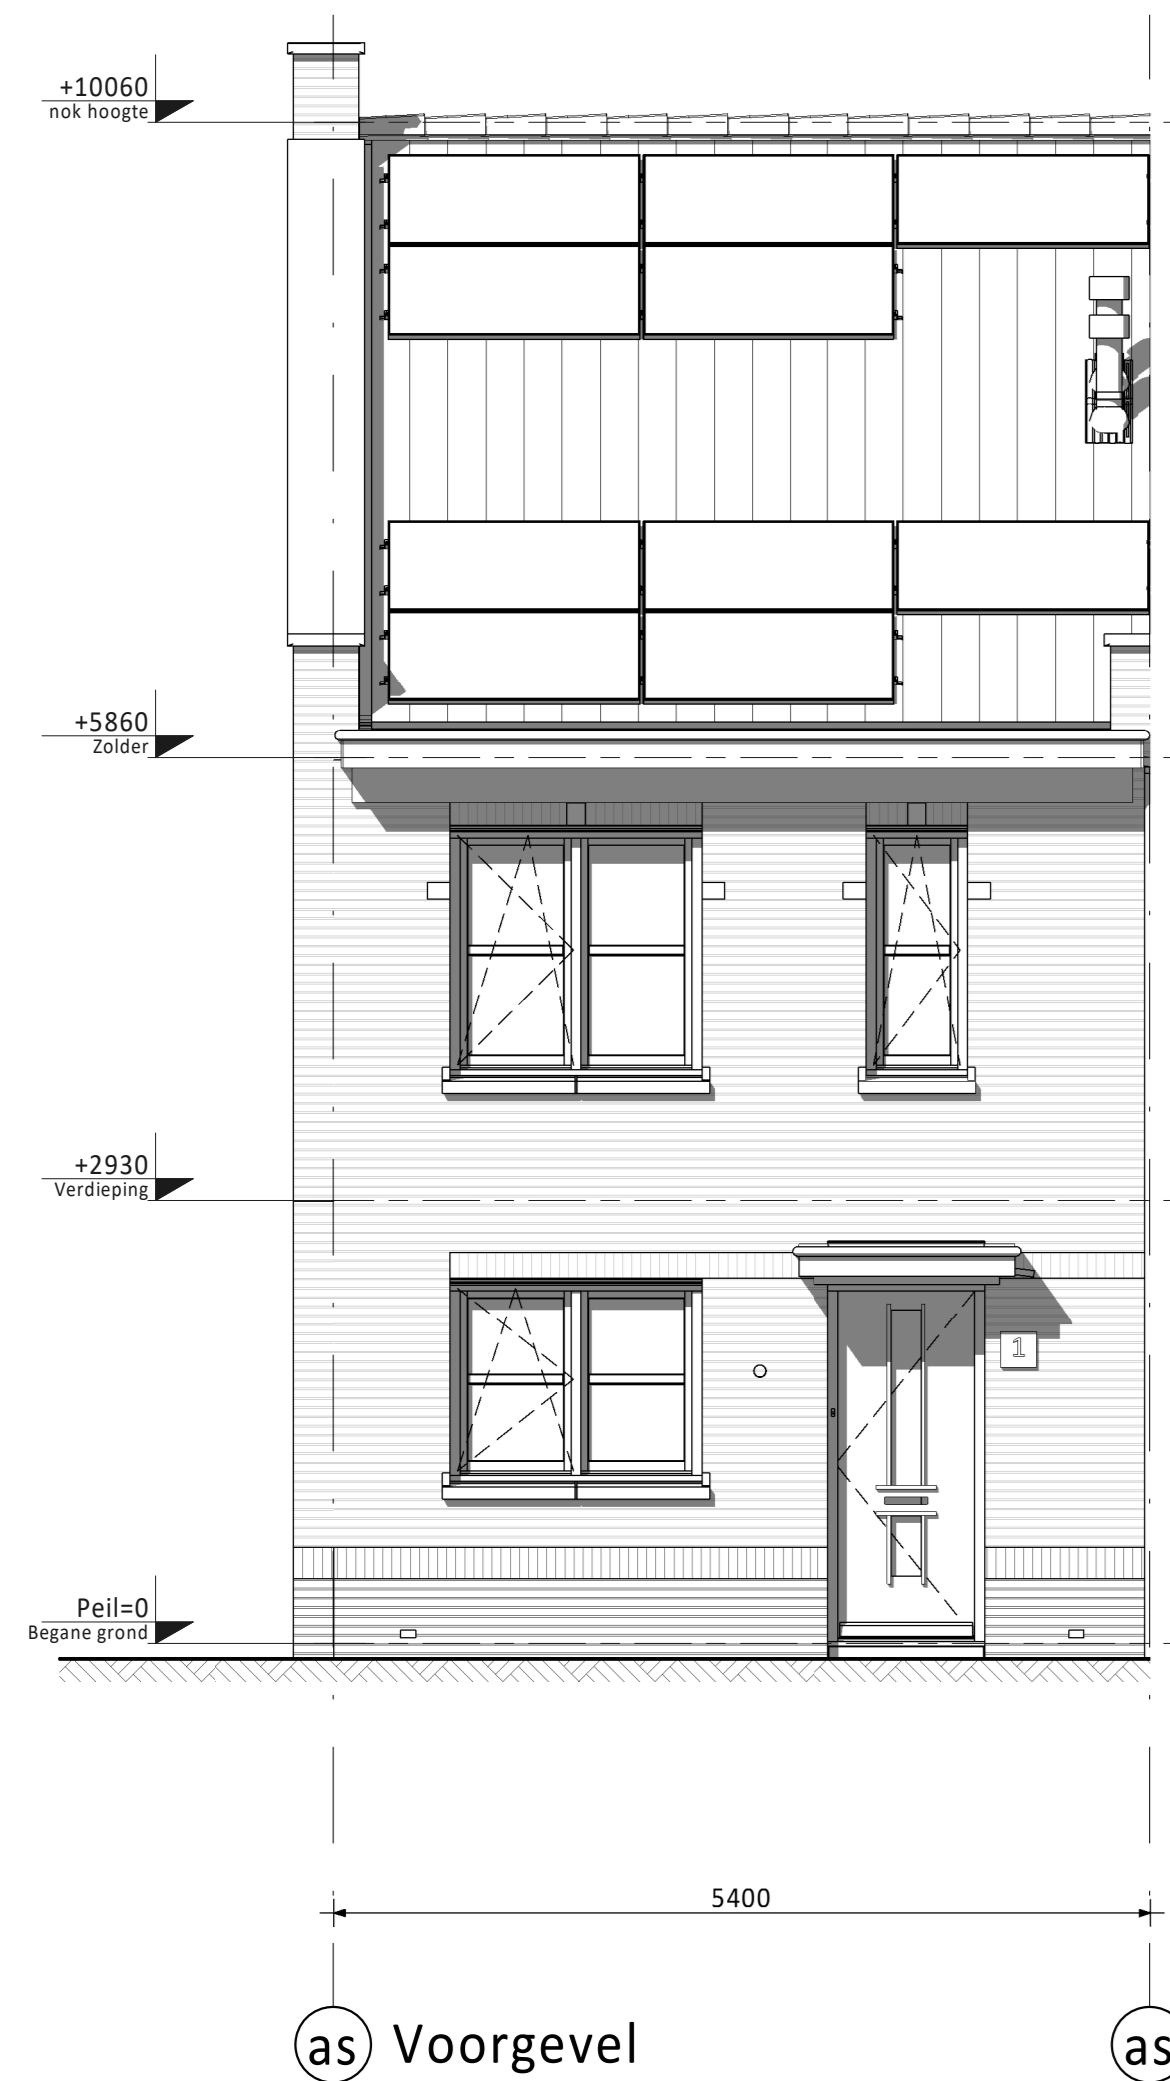 +10060
nok hoogte
+5860
Zolder
+2930
Verdieping
1
Peil=0
Begane grond
5400
as Voorgevel as